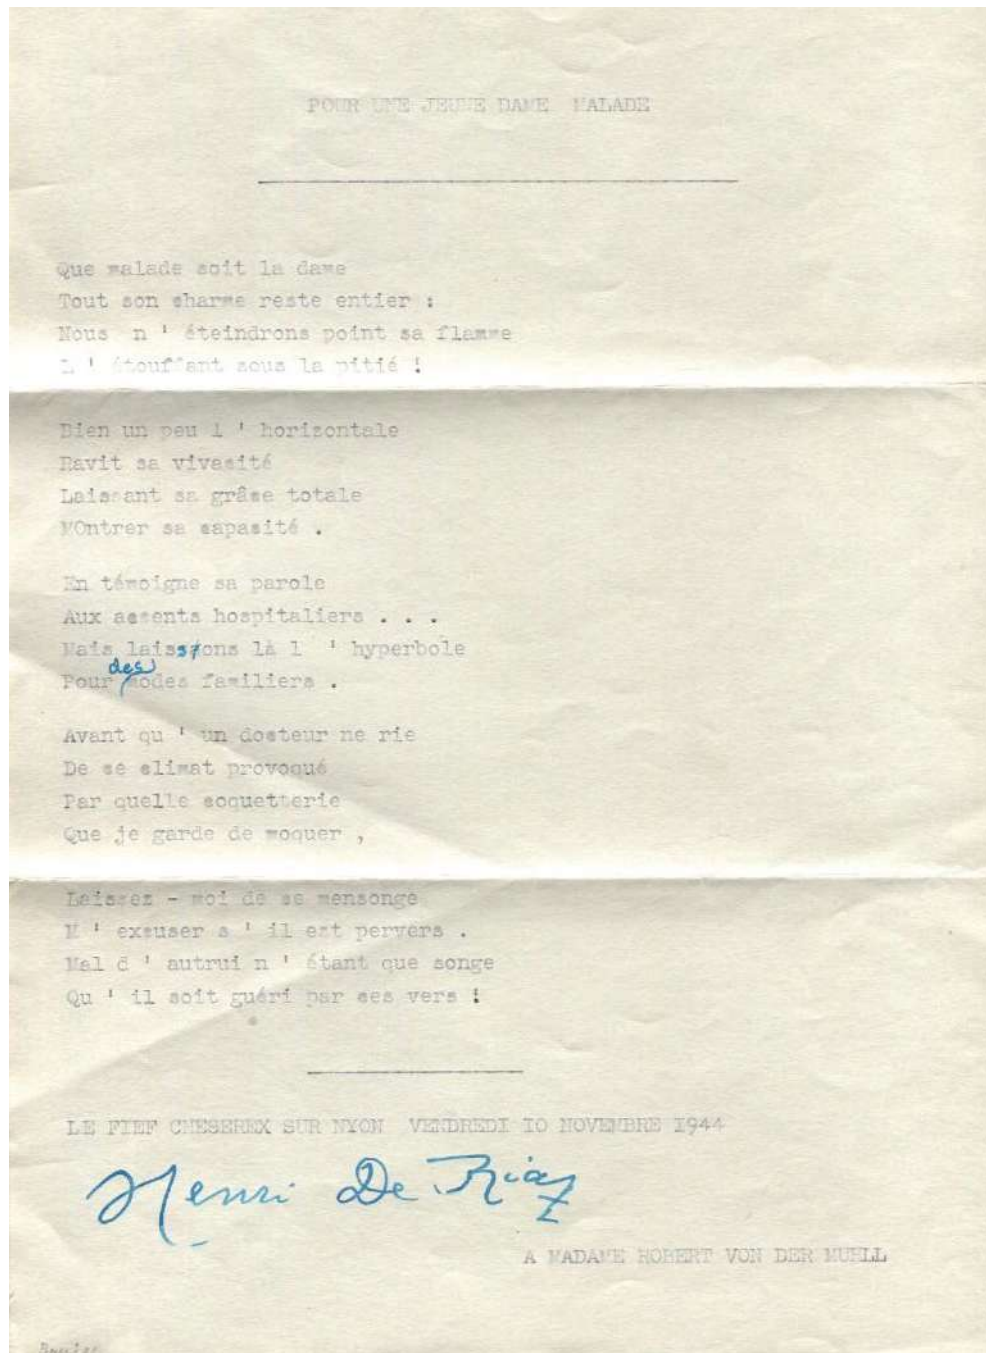 POUR UNE JEUNE DAME MALADE
Que malade soit la dame
Tout son charme reste entier :
Nous n ' éteindrons point sa flamme
L ' étouffant sous la pitié !
Bien un peu l ' horizontale
Ravit sa vivacité
Laissant sa grâce totale
MOntrer sa capacité .
En témoigne sa parole
Aux accents hospitaliers . . .
Mais laissons là l ' hyperbole
Pour des modes familiers .
Avant qu ' un docteur ne rie
De ce climat provoqué
Par quelle coquetterie
Que je garde de moquer ,
Laissez - moi de ce mensonge
M ' excuser s ' il est pervers .
Mal d ' autrui n ' étant que songe
Qu ' il soit guéri par ces vers !
LE FIEF CHESEREX SUR NYON VENDREDI IO NOVEMBRE I944
Henri De Riaz
A MADAME ROBERT VON DER MUHLL